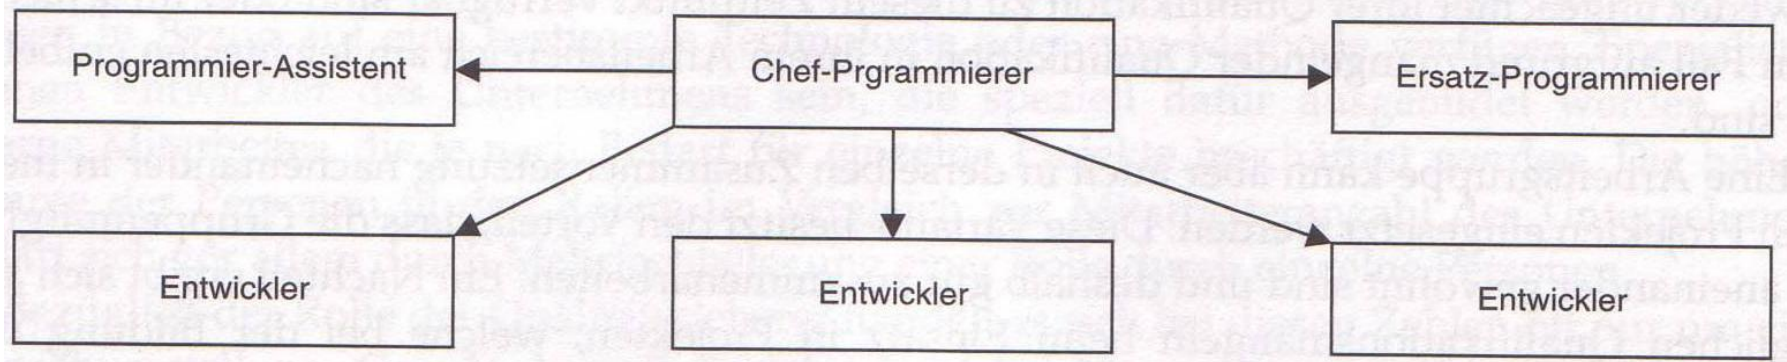 Programmier-Assistent
Chef-Prgrammierer
Ersatz-Programmierer
Entwickler
Entwickler
Entwickler